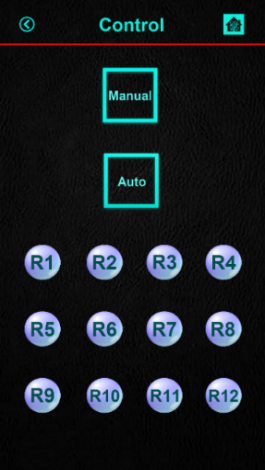 Control
Manual
Auto
R1 R2 R3 R4
R5 R6 R7 R8
R9 R10 R11 R12